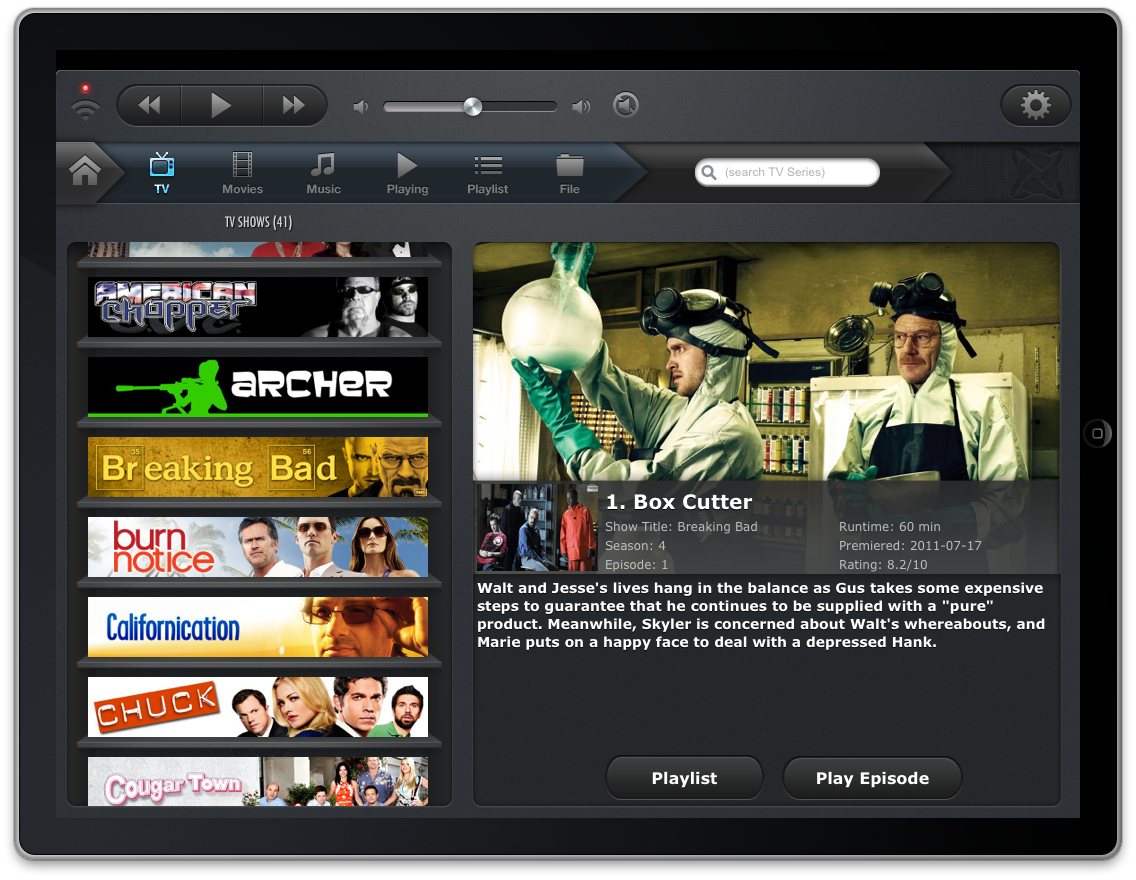 TV
Movies
Music
Playing
Playlist
File
(search TV Series)
TV SHOWS (41)
AMERICAN
chopper
ARCHER
35
56
Breaking Bad
burn
notice
Californication
CHUCK
Cougar Town
1. Box Cutter
Show Title: Breaking Bad
Runtime: 60 min
Season: 4
Premiered: 2011-07-17
Episode: 1
Rating: 8.2/10
Walt and Jesse's lives hang in the balance as Gus takes some expensive
steps to guarantee that he continues to be supplied with a "pure"
product. Meanwhile, Skyler is concerned about Walt's whereabouts, and
Marie puts on a happy face to deal with a depressed Hank.
Playlist
Play Episode